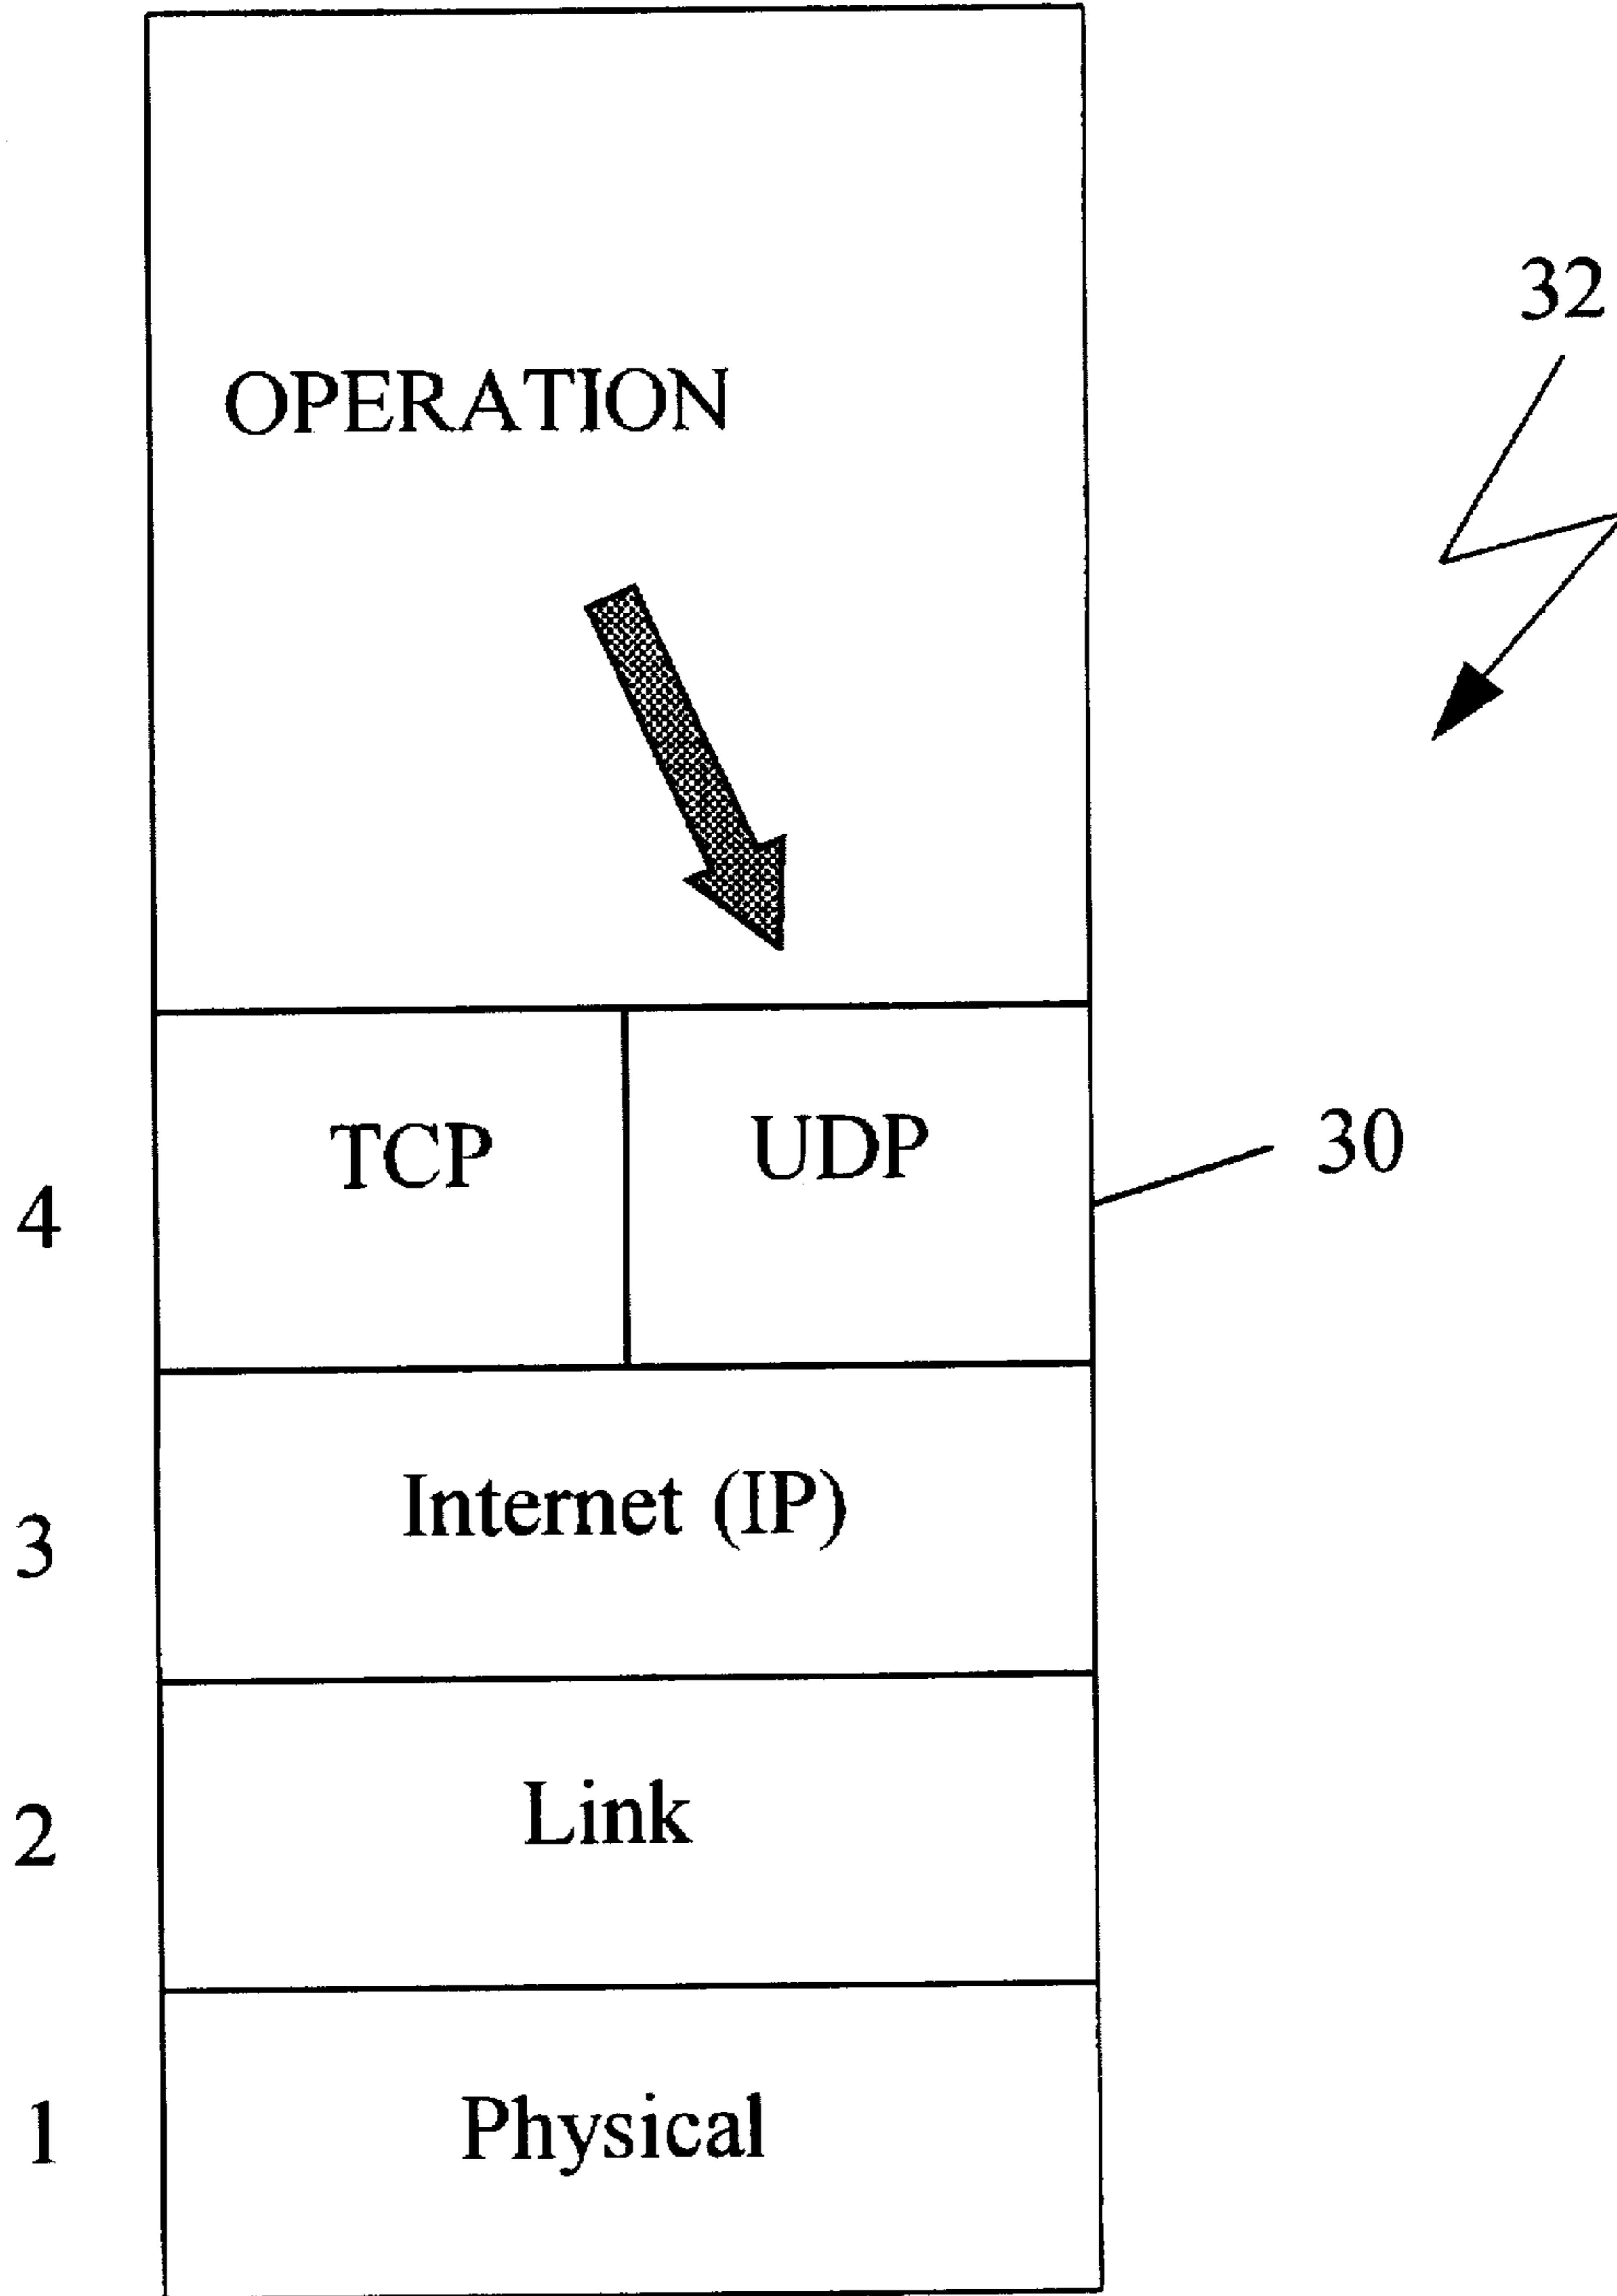 32
OPERATION
TCP
UDP
30
4
Internet (IP)
3
Link
2
Physical
1